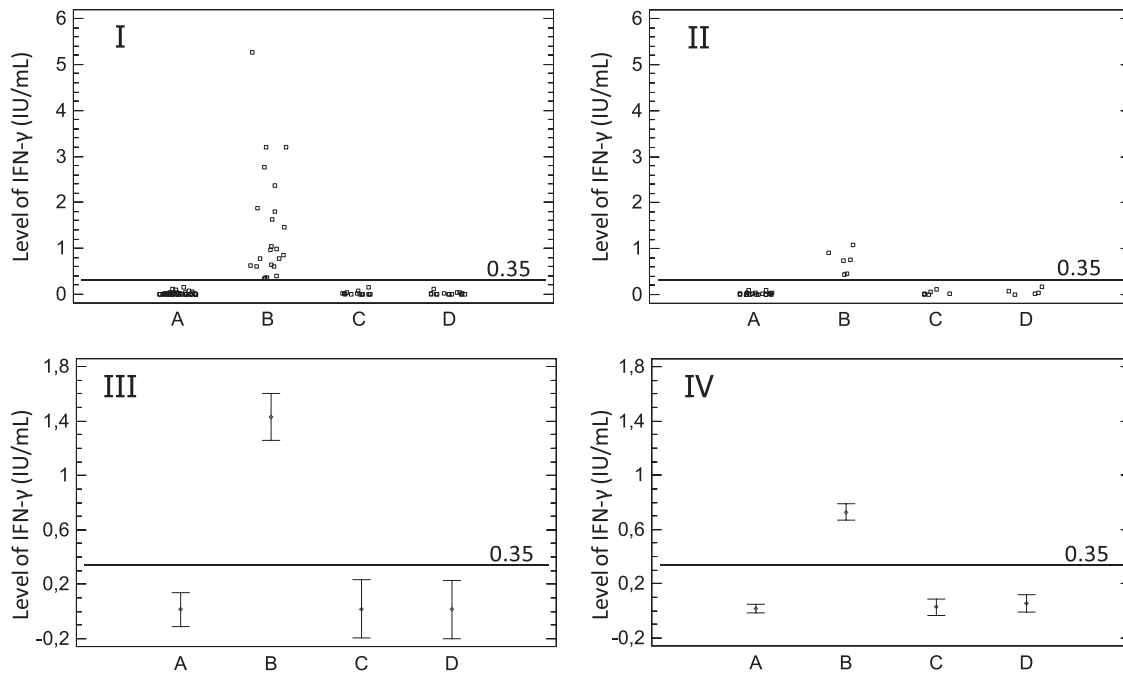 I
Level of IFN-γ (IU/mL)
6
5
4
3
2
1
0
0.35
A B C D
II
Level of IFN-γ (IU/mL)
6
5
4
3
2
1
0
0.35
A B C D
III
Level of IFN-γ (IU/mL)
1,8
1,4
1
0,6
0,2
-0,2
0.35
A B C D
IV
Level of IFN-γ (IU/mL)
1,8
1,4
1
0,6
0,2
-0,2
0.35
A B C D